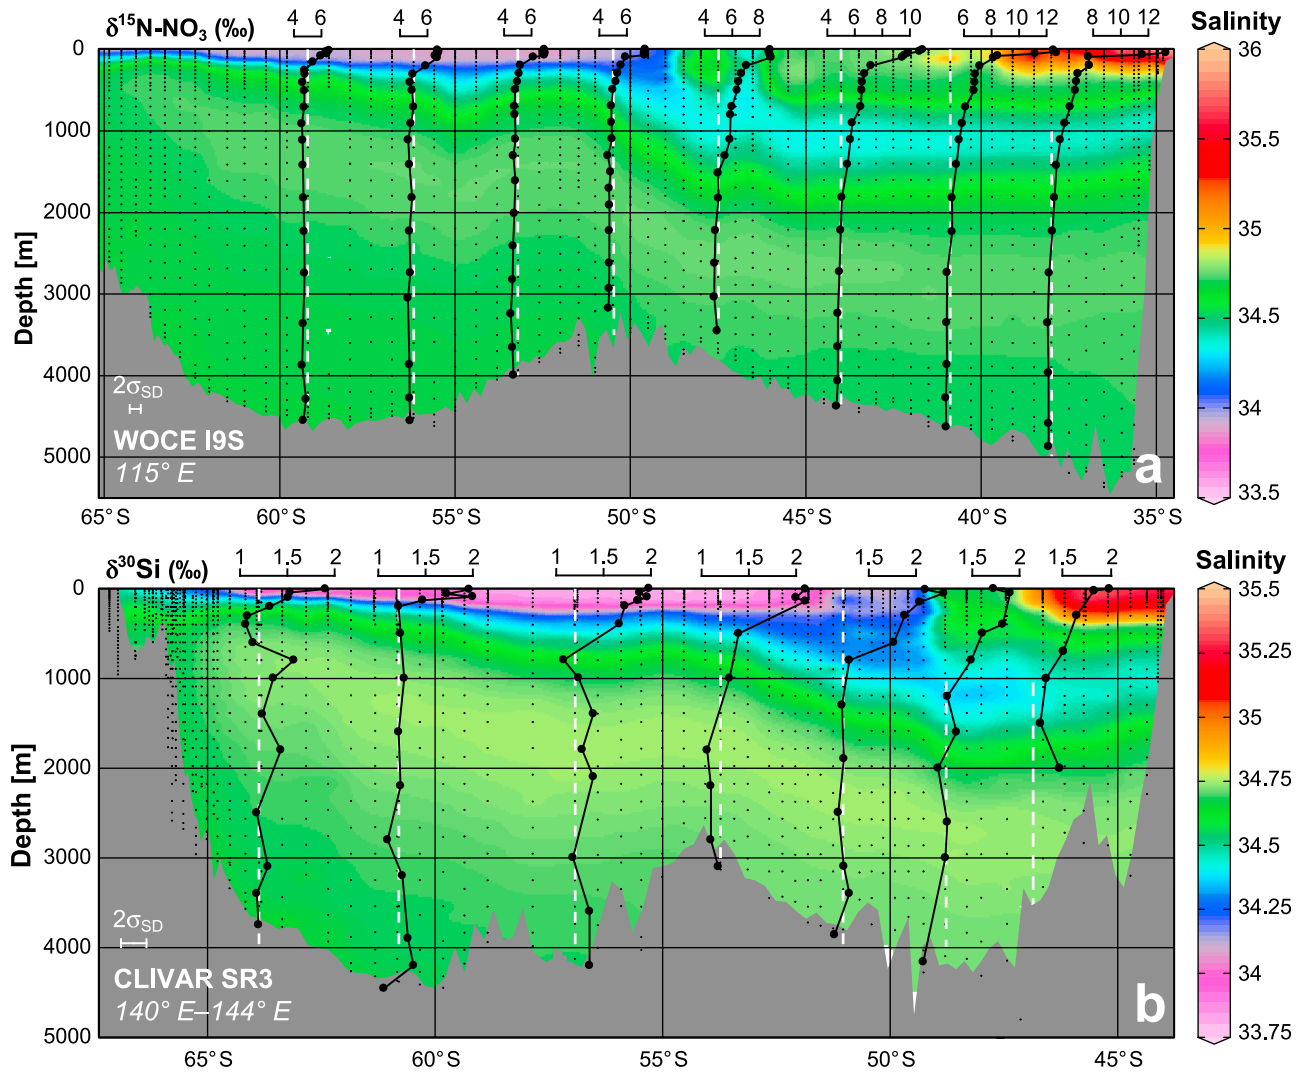 δ¹⁵N-NO₃ (‰) 4 6 4 6 4 6 4 6 4 6 8 4 6 8 10 6 8 10 12 8 10 12 Salinity
0 36
1000 35.5
2000 35
3000 34.5
4000 34
5000 33.5
Depth [m]
2σSD
WOCE I9S
115° E
a
65°S 60°S 55°S 50°S 45°S 40°S 35°S
δ³⁰Si (‰) 1 1.5 2 1 1.5 2 1 1.5 2 1 1.5 2 1.5 2 1.5 2 1.5 2 Salinity
0 35.5
1000 35.25
2000 35
3000 34.75
4000 34.5
5000 34.25
34
33.75
Depth [m]
2σSD
CLIVAR SR3
140° E–144° E
b
65°S 60°S 55°S 50°S 45°S